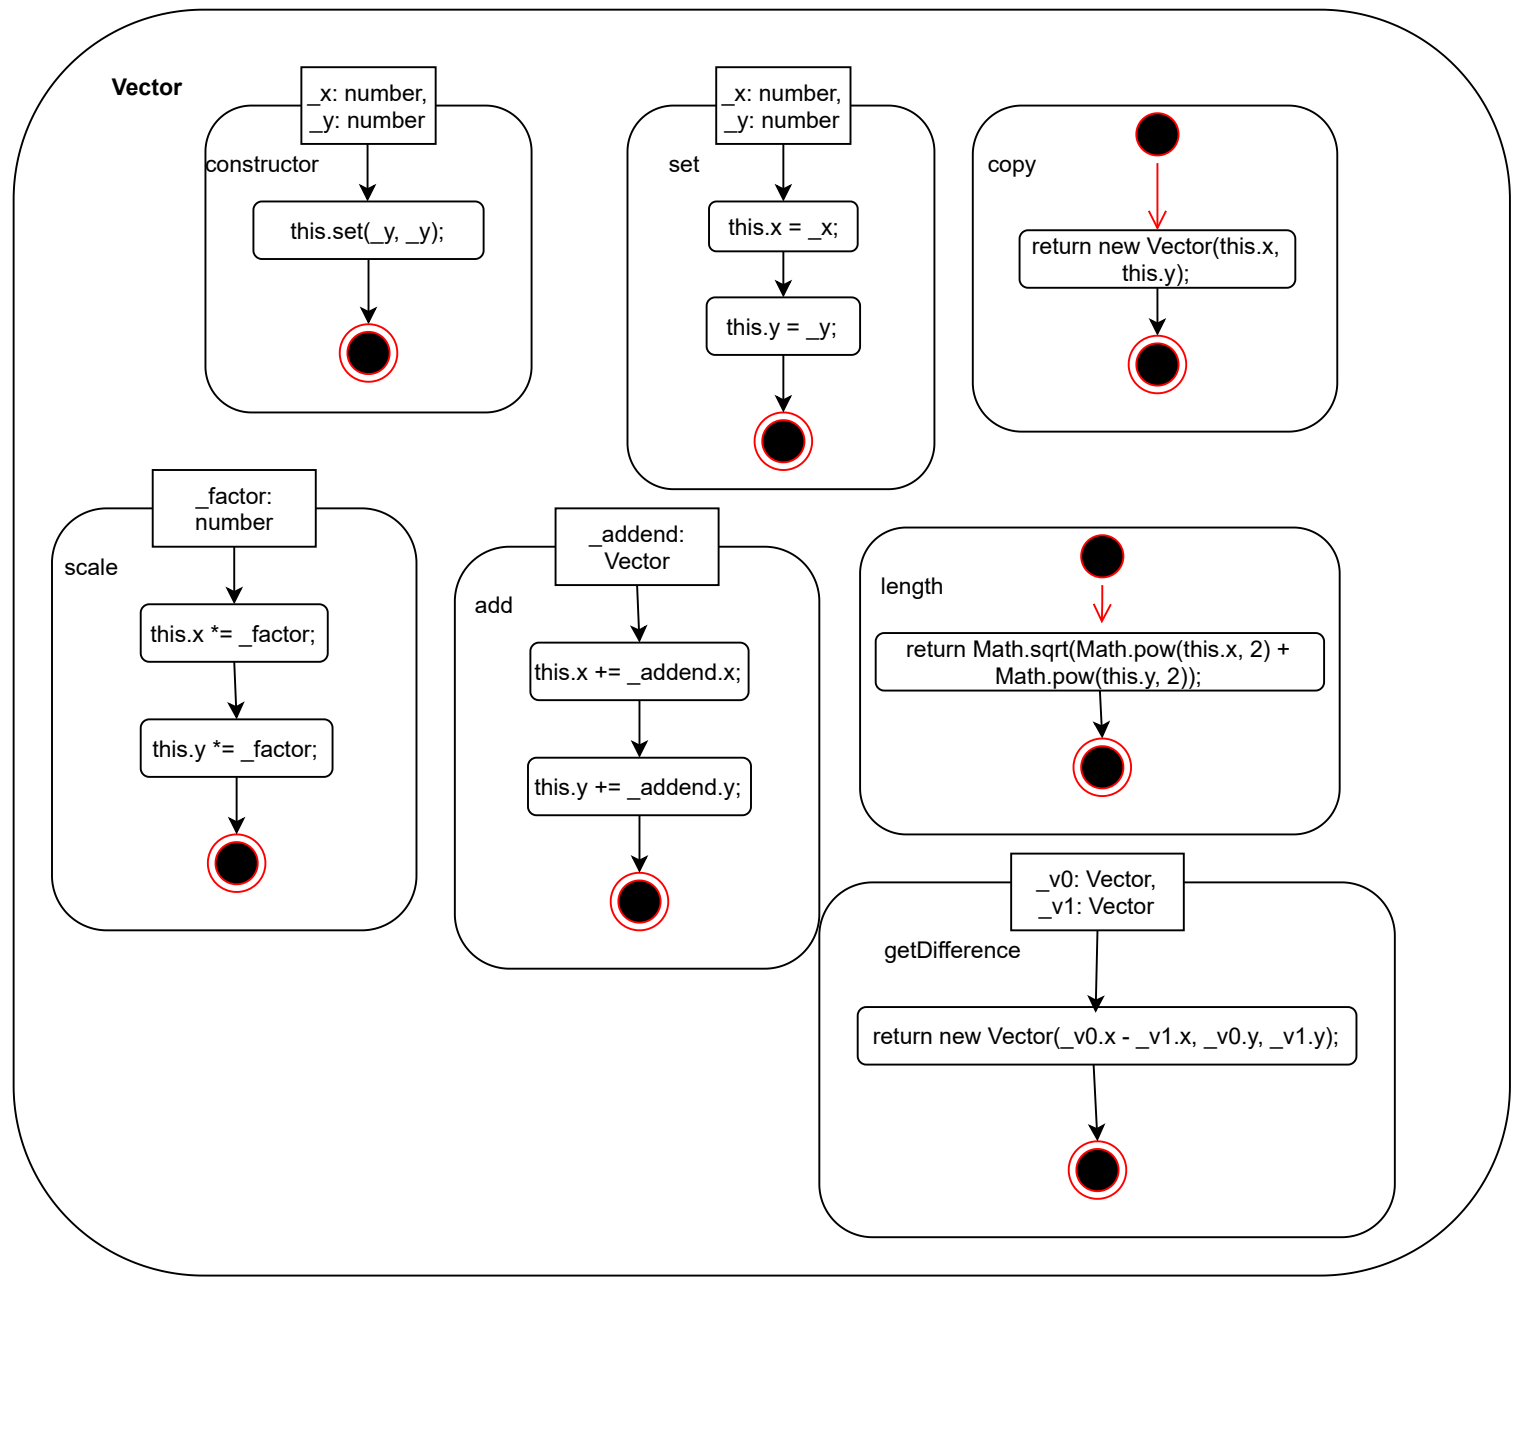 Vector
_x: number,
_y: number
constructor
this.set(_y, _y);
_x: number,
_y: number
set
this.x = _x;
this.y = _y;
copy
return new Vector(this.x,
this.y);
_factor:
number
scale
this.x *= _factor;
this.y *= _factor;
_addend:
Vector
add
this.x += _addend.x;
this.y += _addend.y;
length
return Math.sqrt(Math.pow(this.x, 2) +
Math.pow(this.y, 2));
_v0: Vector,
_v1: Vector
getDifference
return new Vector(_v0.x - _v1.x, _v0.y, _v1.y);